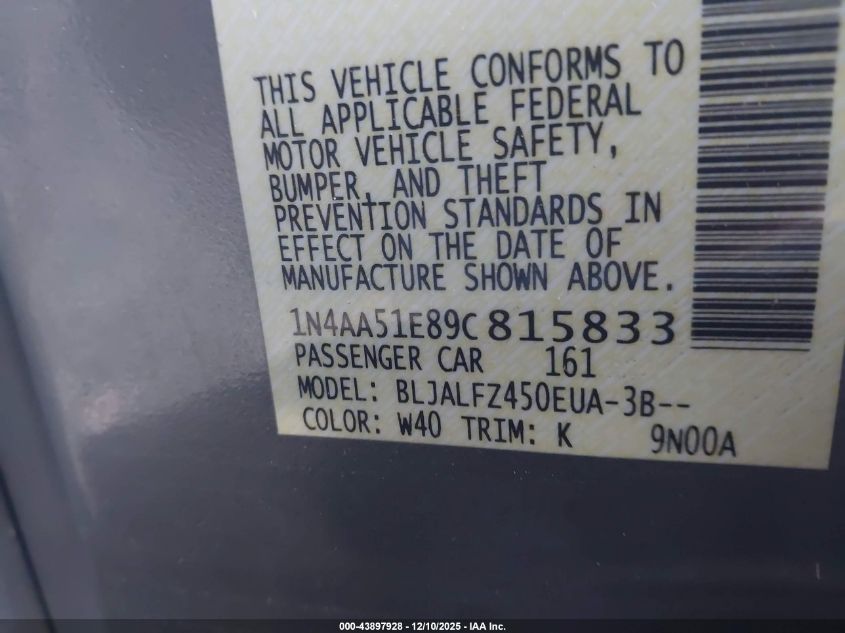 THIS VEHICLE CONFORMS TO
ALL APPLICABLE FEDERAL
MOTOR VEHICLE SAFETY,
BUMPER, AND THEFT
PREVENTION STANDARDS IN
EFFECT ON THE DATE OF
MANUFACTURE SHOWN ABOVE.
1N4AA51E89C815833
PASSENGER CAR 161
MODEL: BLJALFZ450EUA-3B--
COLOR: W40 TRIM: K 9N00A
000-43897928 - 12/10/2025 - IAA Inc.